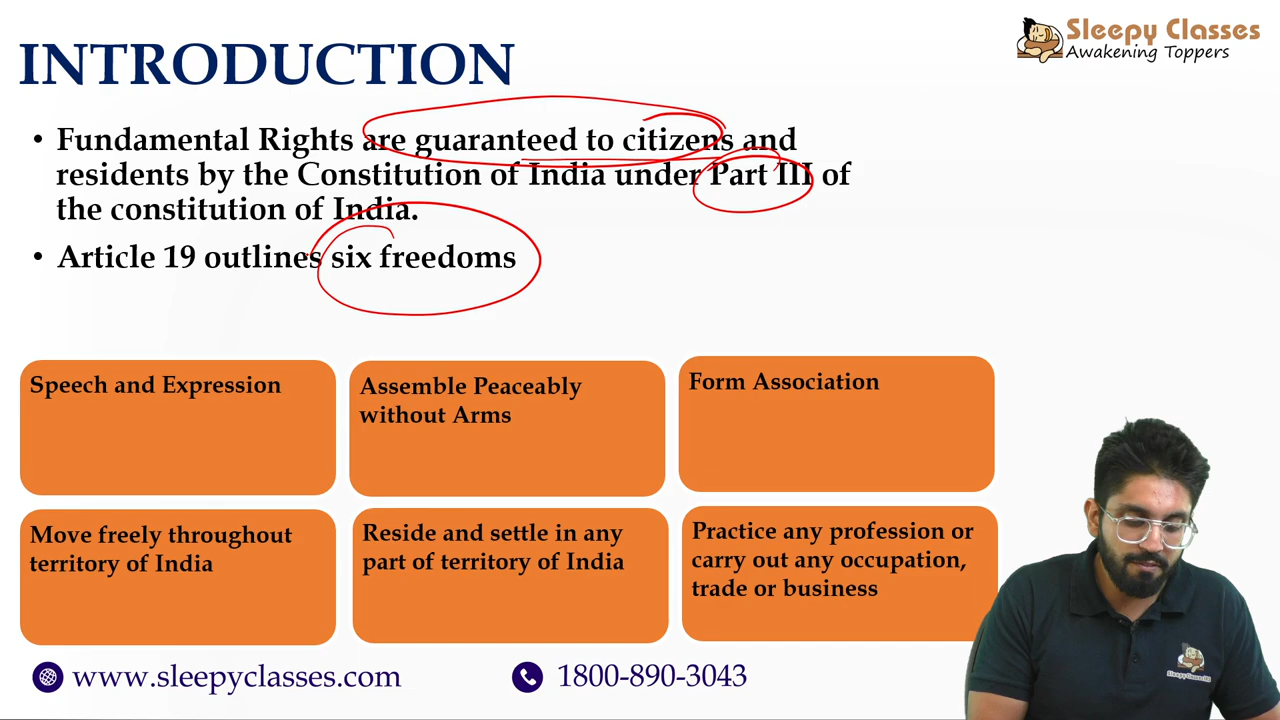 Sleepy Classes
Awakening Toppers
INTRODUCTION
• Fundamental Rights are guaranteed to citizens and
residents by the Constitution of India under Part III of
the constitution of India.
• Article 19 outlines six freedoms
Speech and Expression
Assemble Peaceably
without Arms
Form Association
Move freely throughout
territory of India
Reside and settle in any
part of territory of India
Practice any profession or
carry out any occupation,
trade or business
www.sleepyclasses.com
1800-890-3043